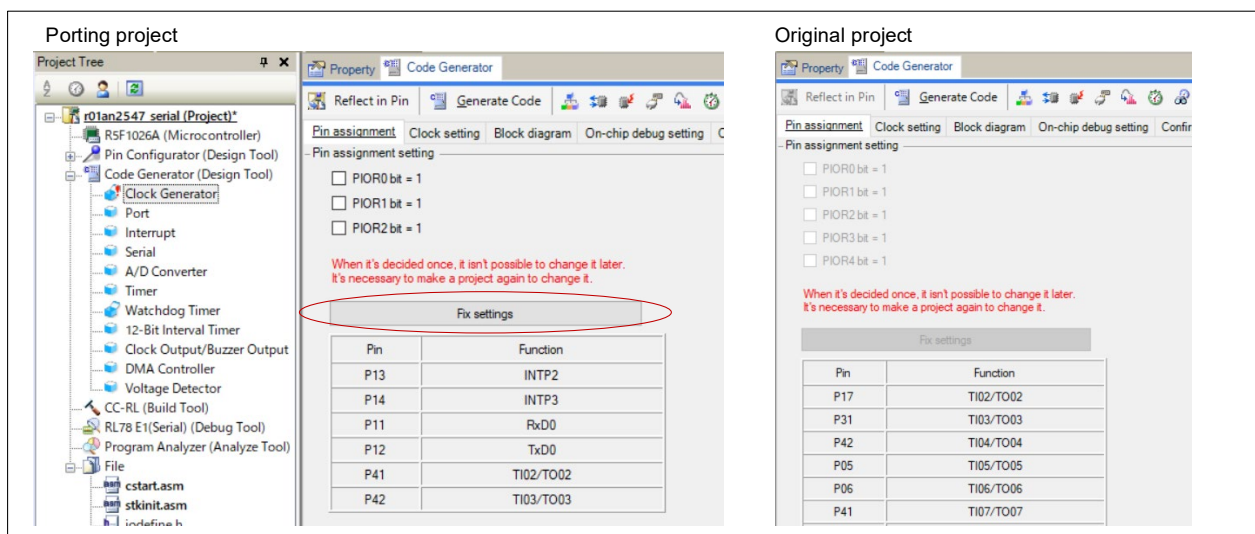 Porting project
Project Tree
r01an2547 serial (Project)*
R5F1026A (Microcontroller)
Pin Configurator (Design Tool)
Code Generator (Design Tool)
Clock Generator
Port
Interrupt
Serial
A/D Converter
Timer
Watchdog Timer
12-Bit Interval Timer
Clock Output/Buzzer Output
DMA Controller
Voltage Detector
CC-RL (Build Tool)
RL78 E1(Serial) (Debug Tool)
Program Analyzer (Analyze Tool)
File
cstart.asm
stkinit.asm
iodefine.h
Property Code Generator
Reflect in Pin Generate Code
Pin assignment Clock setting Block diagram On-chip debug setting C
Pin assignment setting
PIOR0 bit = 1
PIOR1 bit = 1
PIOR2 bit = 1
When it's decided once, it isn't possible to change it later.
It's necessary to make a project again to change it.
Fix settings
Pin Function
P13 INTP2
P14 INTP3
P11 RxD0
P12 TxD0
P41 TI02/TO02
P42 TI03/TO03
Original project
Property Code Generator
Reflect in Pin Generate Code
Pin assignment Clock setting Block diagram On-chip debug setting Confir
Pin assignment setting
PIOR0 bit = 1
PIOR1 bit = 1
PIOR2 bit = 1
PIOR3 bit = 1
PIOR4 bit = 1
When it's decided once, it isn't possible to change it later.
It's necessary to make a project again to change it.
Fix settings
Pin Function
P17 TI02/TO02
P31 TI03/TO03
P42 TI04/TO04
P05 TI05/TO05
P06 TI06/TO06
P41 TI07/TO07